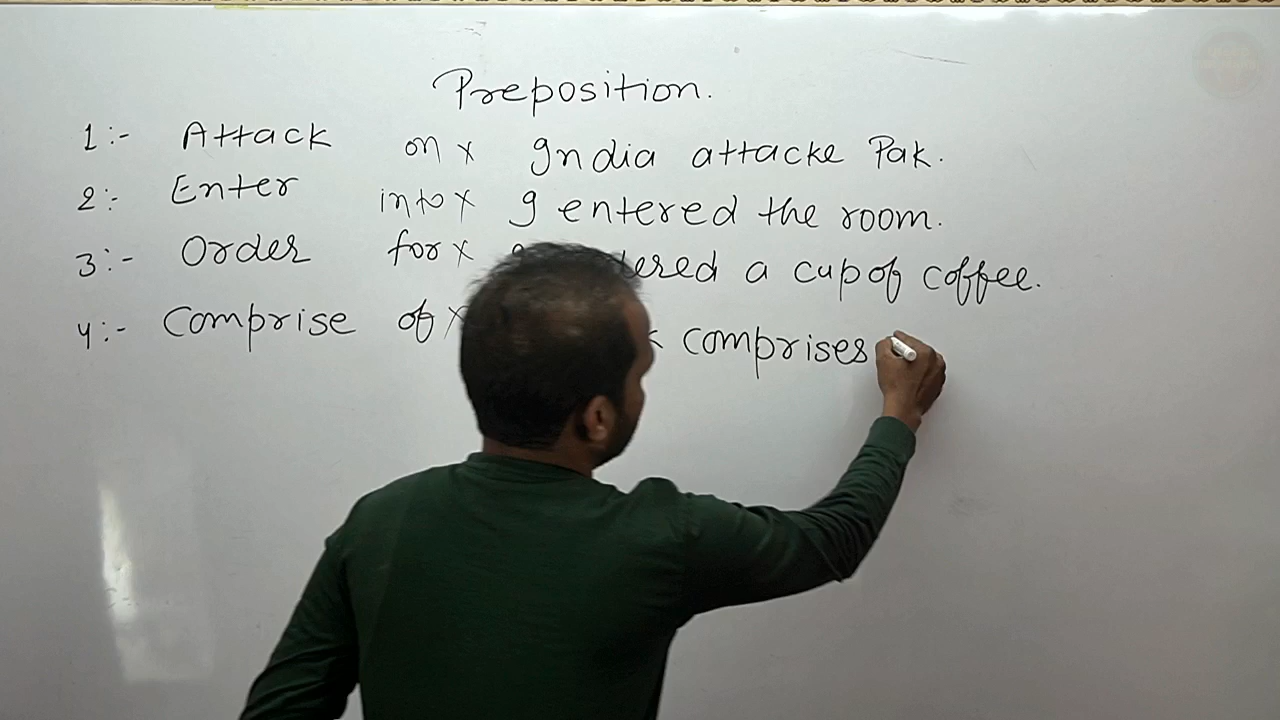 Preposition.
1:- Attack on x India attacke Pak.
2:- Enter into x I entered the room.
3:- Order for x a cup of coffee.
4:- Comprise of x comprises